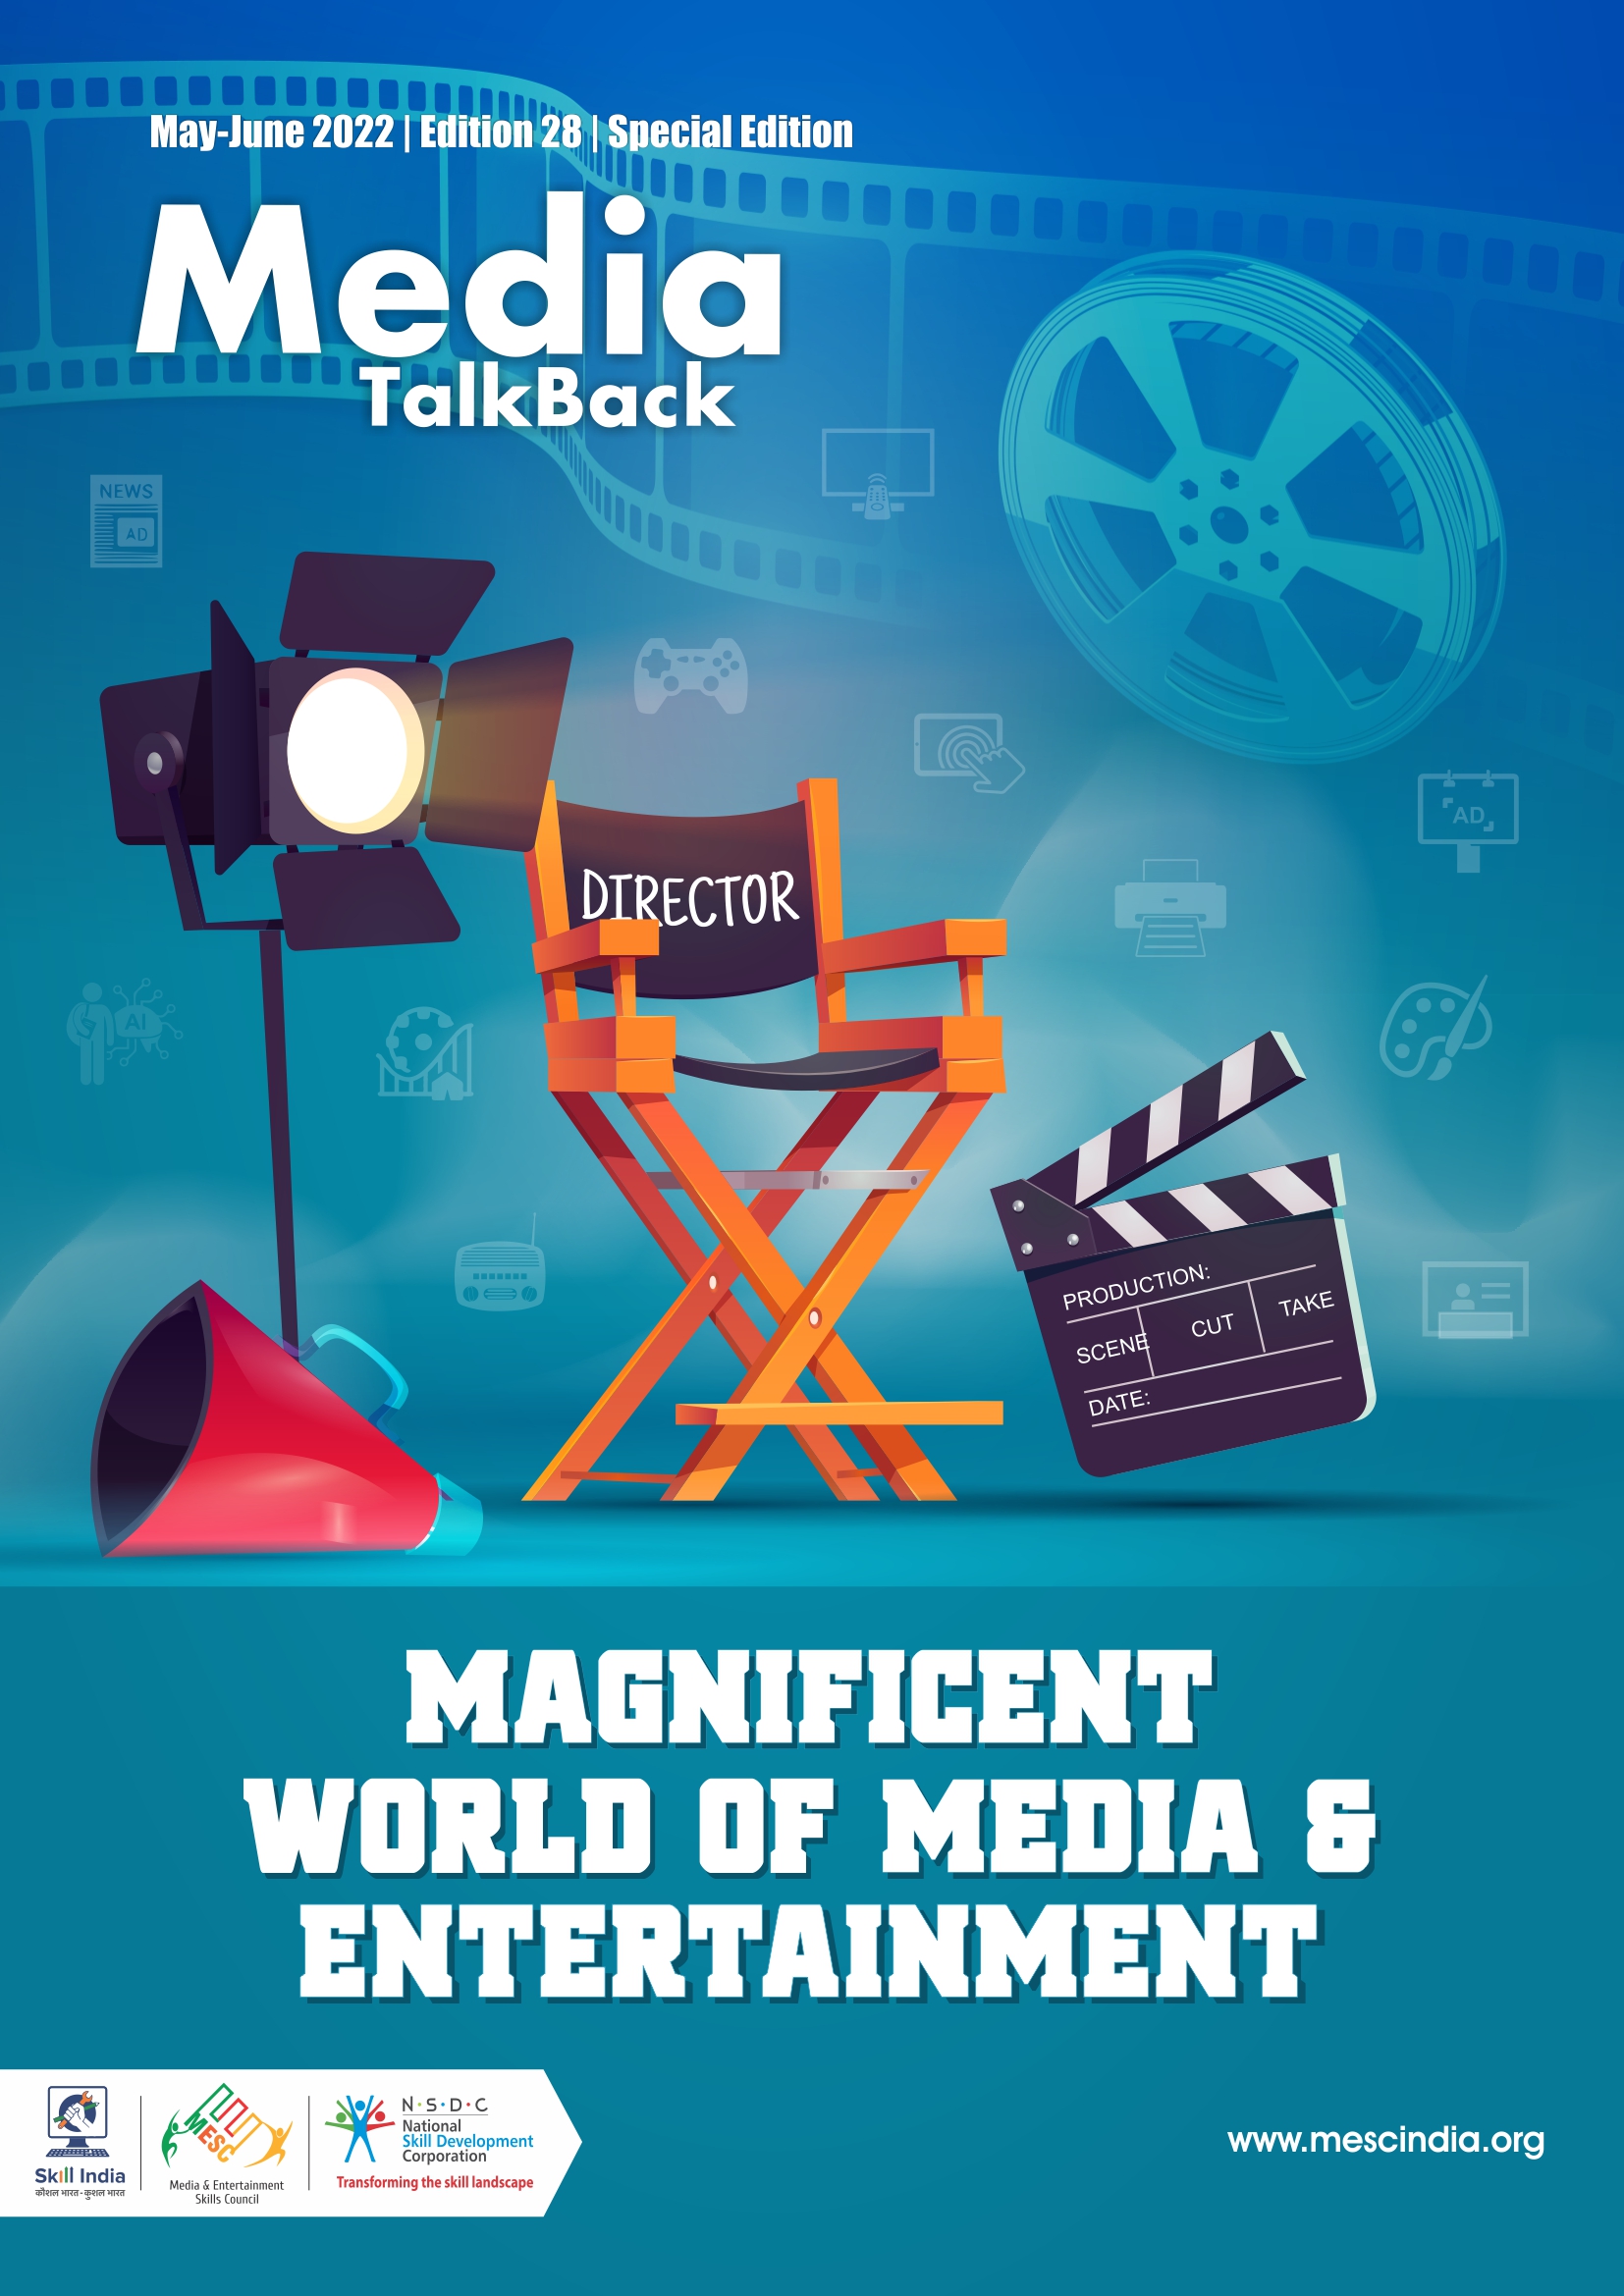 May-June 2022 | Edition 28 | Special Edition
Media
TalkBack
NEWS
AD
AD
DIRECTOR
AI
PRODUCTION:
SCENE CUT TAKE
DATE:
MAGNIFICENT
WORLD OF MEDIA &
ENTERTAINMENT
Skill India
कौशल भारत - कुशल भारत
MESC
Media & Entertainment
Skills Council
N·S·D·C
National
Skill Development
Corporation
Transforming the skill landscape
www.mescindia.org